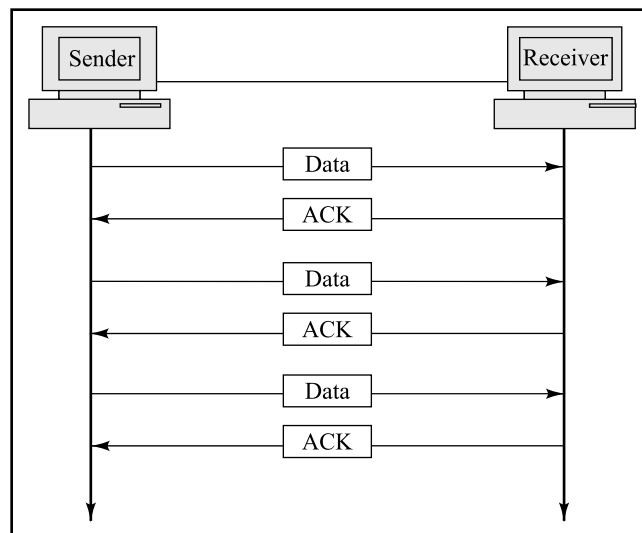 Sender
Receiver
Data
ACK
Data
ACK
Data
ACK